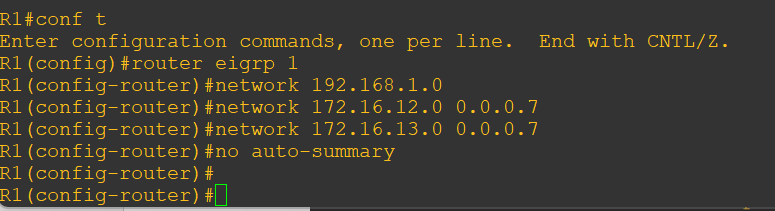 R1#conf t
Enter configuration commands, one per line.  End with CNTL/Z.
R1(config)#router eigrp 1
R1(config-router)#network 192.168.1.0
R1(config-router)#network 172.16.12.0 0.0.0.7
R1(config-router)#network 172.16.13.0 0.0.0.7
R1(config-router)#no auto-summary
R1(config-router)#
R1(config-router)#